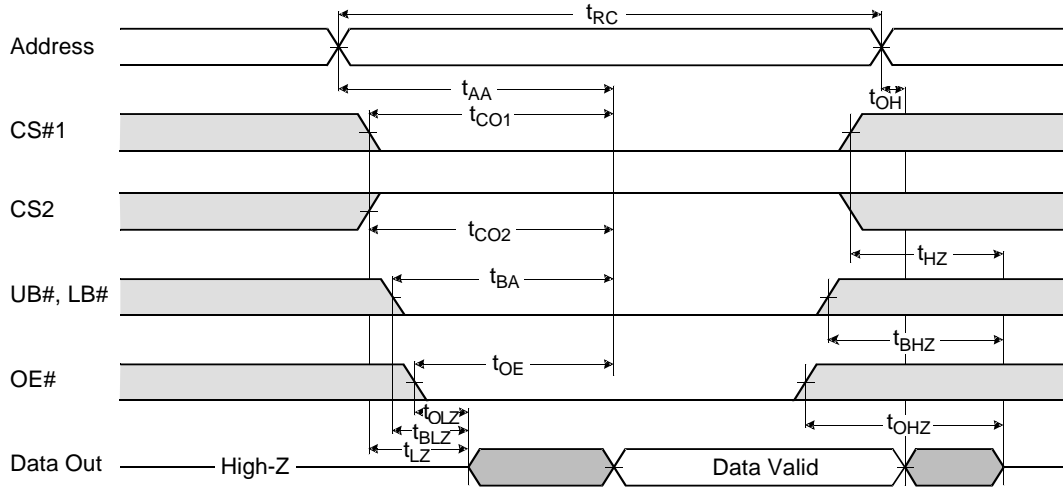 tRC
Address
tAA
tOH
tCO1
CS#1
CS2
tCO2
tHZ
tBA
UB#, LB#
tBHZ
tOE
OE#
tOLZ
tOHZ
tBLZ
tLZ
Data Out
High-Z
Data Valid